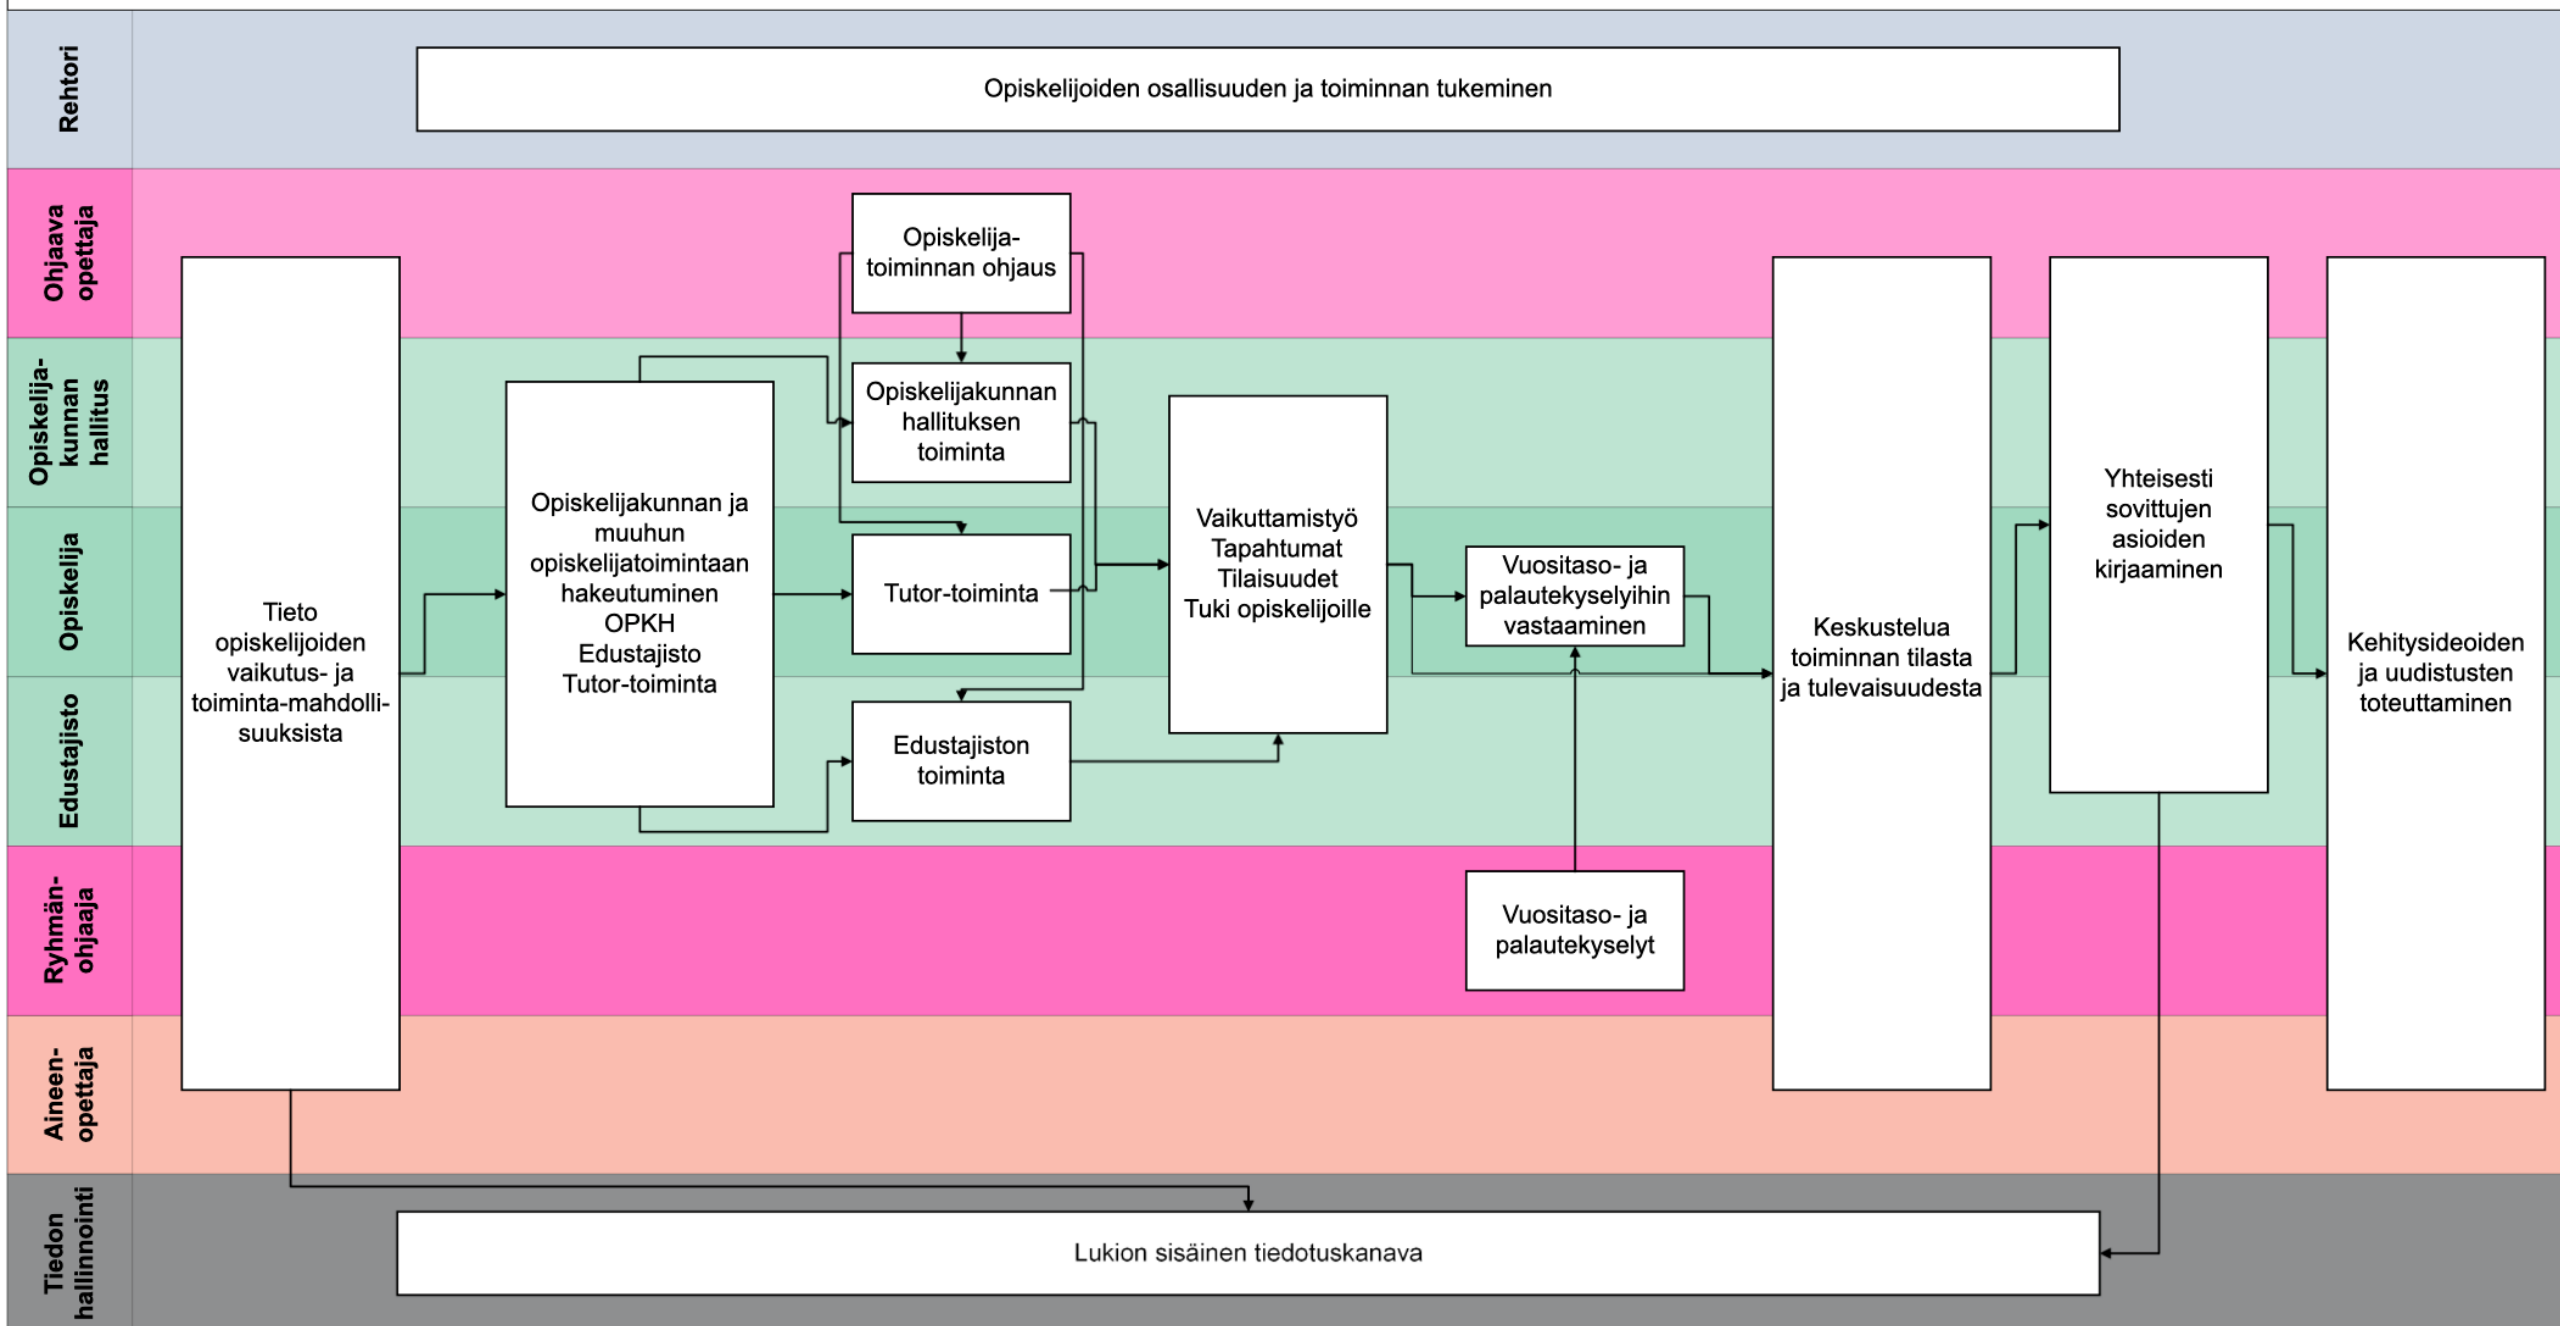 Rehtori
Opiskelijoiden osallisuuden ja toiminnan tukeminen
Ohjaava
opettaja
Opiskelija-
toiminnan ohjaus
Opiskelija-
kunnan
hallitus
Opiskelijakunnan
hallituksen
toiminta
Opiskelija
Edustajisto
Tieto
opiskelijoiden
vaikutus- ja
toiminta-mahdolli-
suuksista
Opiskelijakunnan ja
muuhun
opiskelijatoimintaan
hakeutuminen
OPKH
Edustajisto
Tutor-toiminta
Tutor-toiminta
Edustajiston
toiminta
Vaikuttamistyö
Tapahtumat
Tilaisuudet
Tuki opiskelijoille
Vuositaso- ja
palautekyselyihin
vastaaminen
Keskustelua
toiminnan tilasta
ja tulevaisuudesta
Yhteisesti
sovittujen
asioiden
kirjaaminen
Kehitysideoiden
ja uudistusten
toteuttaminen
Ryhmän-
ohjaaja
Vuositaso- ja
palautekyselyt
Aineen-
opettaja
Tiedon
hallinnointi
Lukion sisäinen tiedotuskanava